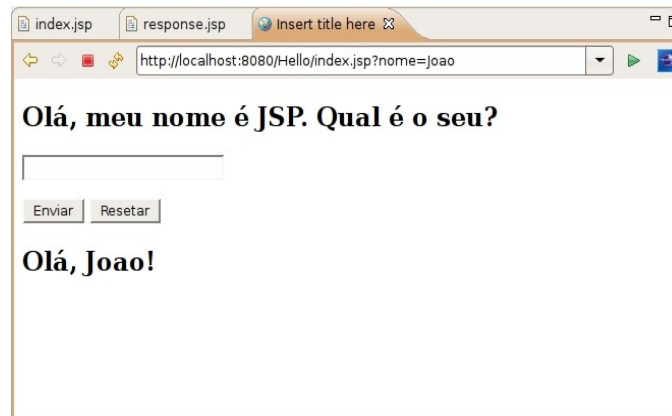 index.jsp response.jsp Insert title here
http://localhost:8080/Hello/index.jsp?nome=Joao
Olá, meu nome é JSP. Qual é o seu?
Enviar Resetar
Olá, Joao!